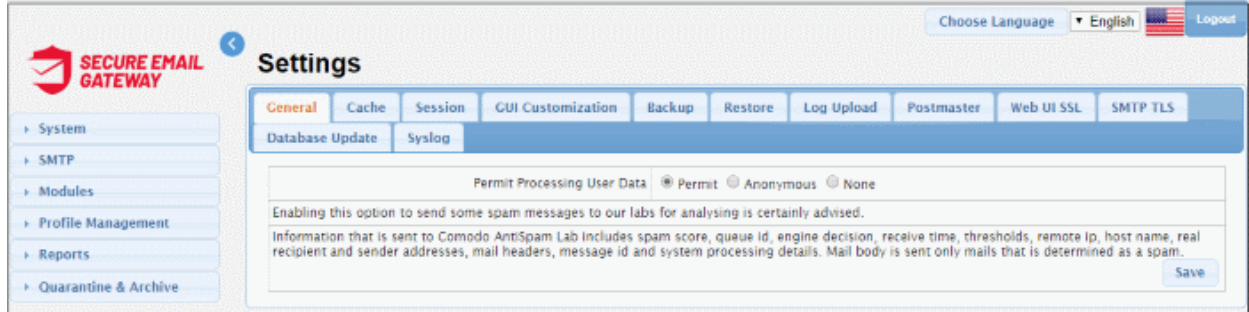 Choose Language English Logout
SECURE EMAIL
GATEWAY
Settings
General Cache Session GUI Customization Backup Restore Log Upload Postmaster Web UI SSL SMTP TLS
Database Update Syslog
System
SMTP
Modules
Profile Management
Reports
Quarantine & Archive
Permit Processing User Data Permit Anonymous None
Enabling this option to send some spam messages to our labs for analysing is certainly advised.
Information that is sent to Comodo AntiSpam Lab includes spam score, queue id, engine decision, receive time, thresholds, remote ip, host name, real
recipient and sender addresses, mail headers, message id and system processing details. Mail body is sent only mails that is determined as a spam.
Save